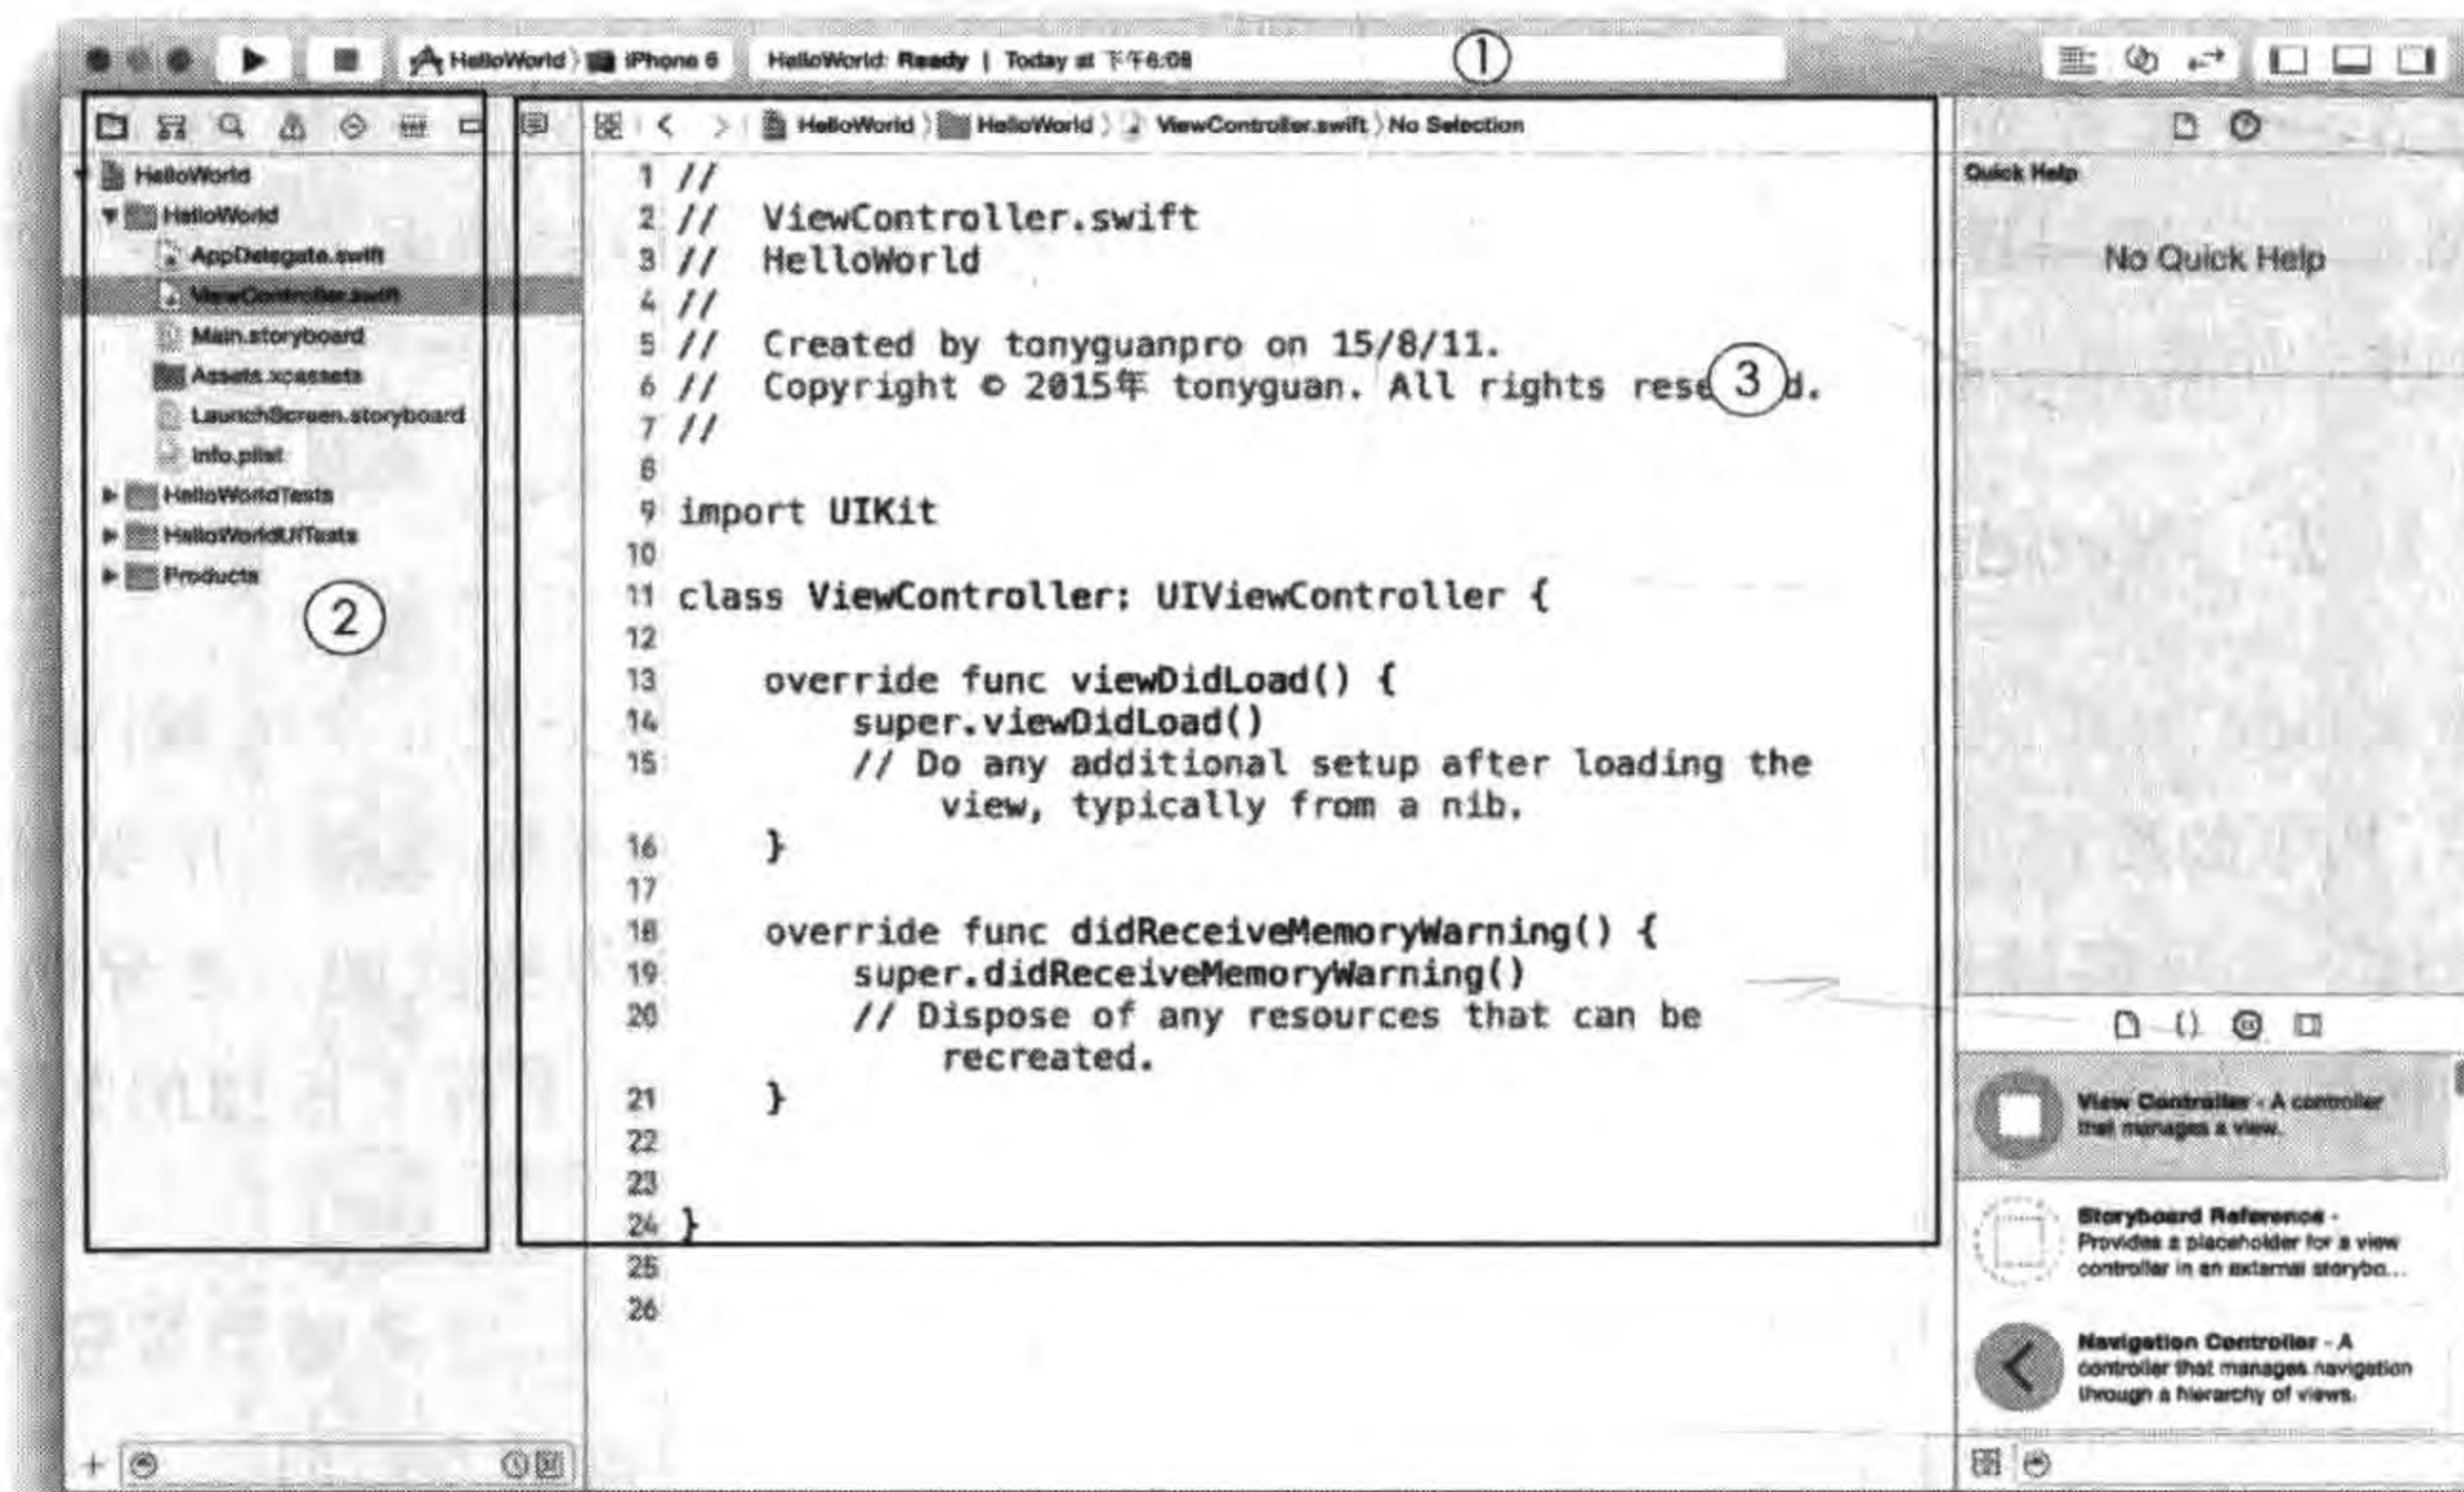 HelloWorld iPhone 6
HelloWorld: Ready | Today at 下午6:08
①
HelloWorld
HelloWorld
AppDelegate.swift
ViewController.swift
Main.storyboard
Assets.xcassets
LaunchScreen.storyboard
Info.plist
HelloWorldTests
HelloWorldUITests
Products
②
HelloWorld HelloWorld ViewController.swift No Selection
1 //
2 //  ViewController.swift
3 //  HelloWorld
4 //
5 //  Created by tonyguanpro on 15/8/11.
6 //  Copyright © 2015年 tonyguan. All rights rese③d.
7 //
8
9 import UIKit
10
11 class ViewController: UIViewController {
12
13     override func viewDidLoad() {
14         super.viewDidLoad()
15         // Do any additional setup after loading the
view, typically from a nib.
16     }
17
18     override func didReceiveMemoryWarning() {
19         super.didReceiveMemoryWarning()
20         // Dispose of any resources that can be
recreated.
21     }
22
23
24 }
25
26
Quick Help
No Quick Help
{}
View Controller - A controller
that manages a view.
Storyboard Reference -
Provides a placeholder for a view
controller in an external storybo...
Navigation Controller - A
controller that manages navigation
through a hierarchy of views.